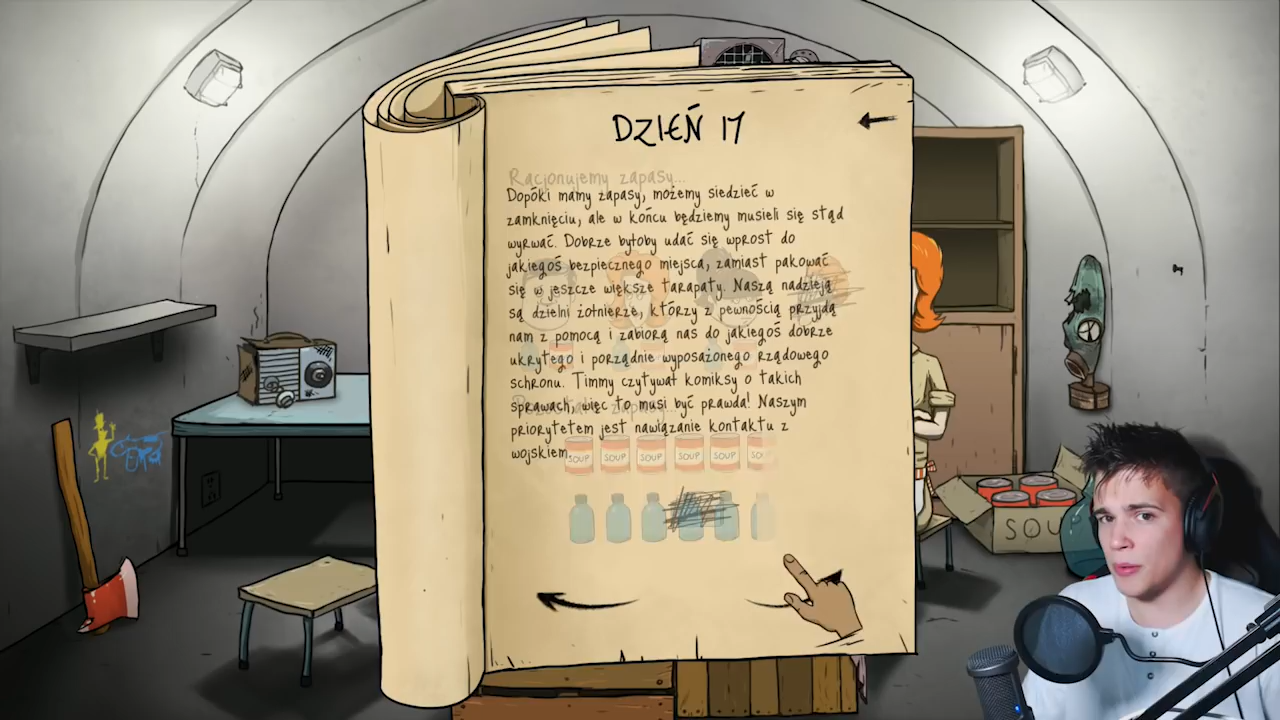 DZIEŃ 17
Racjonujemy zapasy...
Dopóki mamy zapasy, możemy siedzieć w
zamknięciu, ale w końcu będziemy musieli się stąd
wyrwać. Dobrze byłoby udać się wprost do
jakiegoś bezpiecznego miejsca, zamiast pakować
się w jeszcze większe tarapaty. Naszą nadzieją
są dzielni żołnierze, którzy z pewnością przyjdą
nam z pomocą i zabiorą nas do jakiegoś dobrze
ukrytego i porządnie wyposażonego rządowego
schronu. Timmy czytywał komiksy o takich
sprawach, więc to musi być prawda! Naszym
priorytetem jest nawiązanie kontaktu z
wojskiem
SOUP SOUP SOUP SOUP SOUP SO
SOU